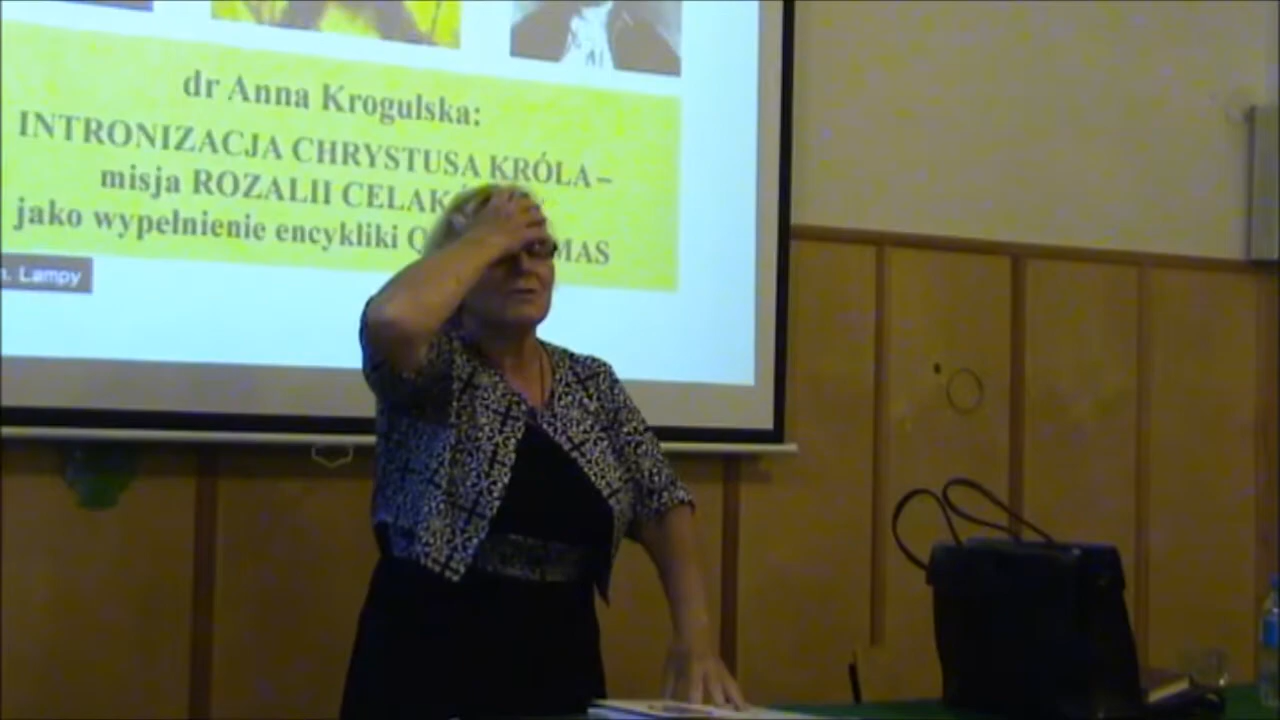 dr Anna Krogulska:
INTRONIZACJA CHRYSTUSA KRÓLA –
misja ROZALII
jako wypełnienie encykliki
Lampy